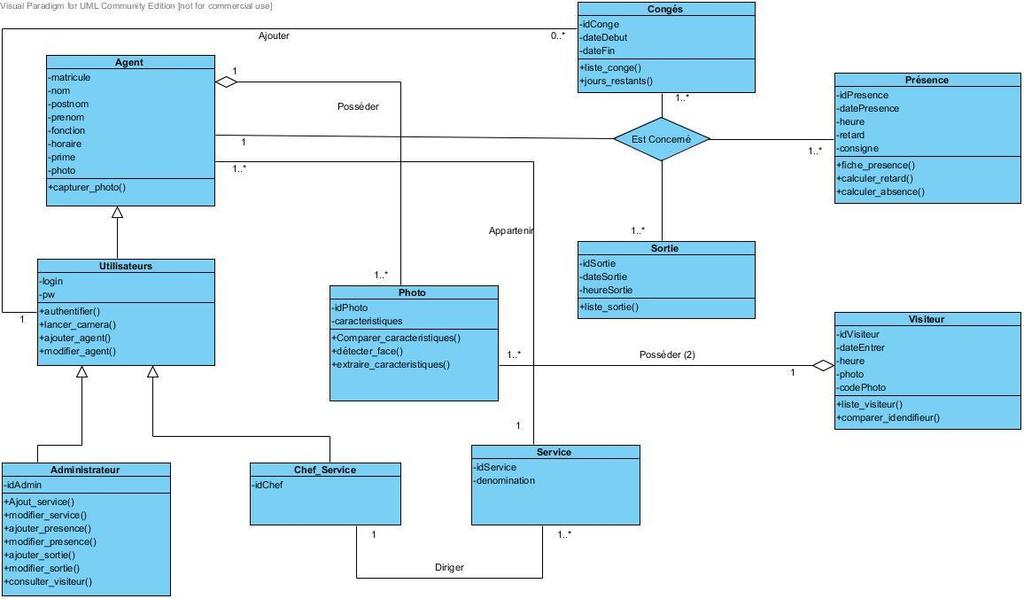 Visual Paradigm for UML Community Edition [not for commercial use]
Congés
-idConge
-dateDebut
-dateFin
+liste_conge()
+jours_restants()
Ajouter
0..*
Agent
-matricule
-nom
-postnom
-prenom
-fonction
-horaire
-prime
-photo
+capturer_photo()
1
Posséder
1
1..*
1..*
Est Concerné
1..*
Présence
-idPresence
-datePresence
-heure
-retard
-consigne
+fiche_presence()
+calculer_retard()
+calculer_absence()
Appartenir
1..*
Sortie
-idSortie
-dateSortie
-heureSortie
+liste_sortie()
Utilisateurs
-login
-pw
+authentifier()
+lancer_camera()
+ajouter_agent()
+modifier_agent()
1
1..*
Photo
-idPhoto
-caracteristiques
+Comparer_caracteristiques()
+détecter_face()
+extraire_caracteristiques()
1..*
Posséder (2)
1
Visiteur
-idVisiteur
-dateEntrer
-heure
-photo
-codePhoto
+liste_visiteur()
+comparer_idendifieur()
1
Administrateur
-idAdmin
+Ajout_service()
+modifier_service()
+ajouter_presence()
+modifier_presence()
+ajouter_sortie()
+modifier_sortie()
+consulter_visiteur()
Chef_Service
-idChef
Service
-idService
-denomination
1
1..*
Diriger